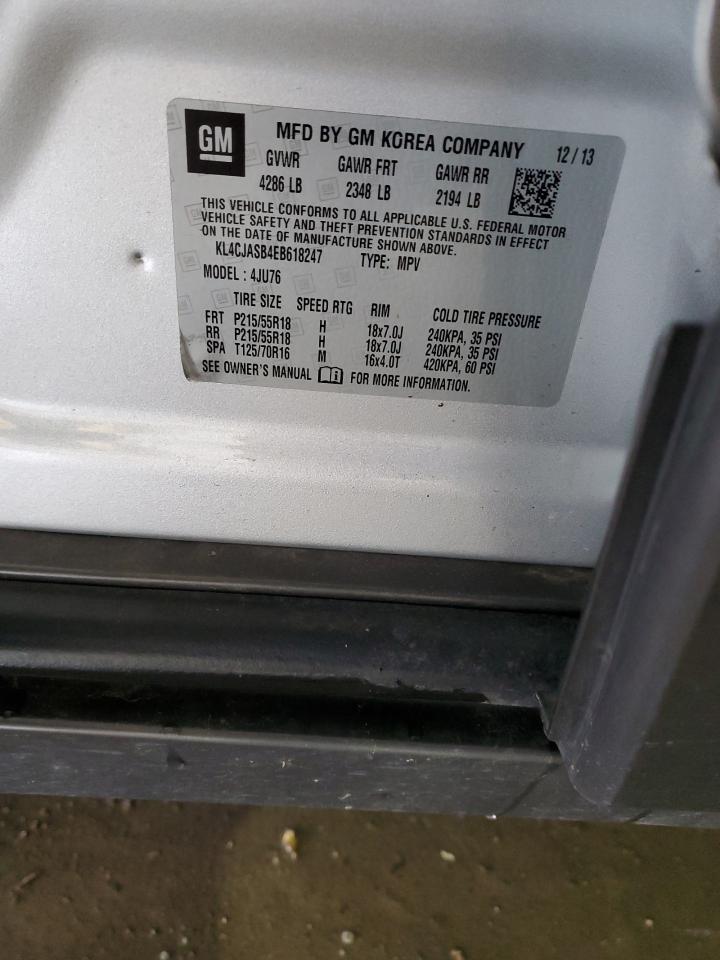 GM
MFD BY GM KOREA COMPANY 12/13
GVWR GAWR FRT GAWR RR
4286 LB 2348 LB 2194 LB
THIS VEHICLE CONFORMS TO ALL APPLICABLE U.S. FEDERAL MOTOR
VEHICLE SAFETY AND THEFT PREVENTION STANDARDS IN EFFECT
ON THE DATE OF MANUFACTURE SHOWN ABOVE.
KL4CJASB4EB618247 TYPE: MPV
MODEL : 4JU76
TIRE SIZE SPEED RTG RIM COLD TIRE PRESSURE
FRT P215/55R18 H 18x7.0J 240KPA, 35 PSI
RR P215/55R18 H 18x7.0J 240KPA, 35 PSI
SPA T125/70R16 M 16x4.0T 420KPA, 60 PSI
SEE OWNER'S MANUAL FOR MORE INFORMATION.